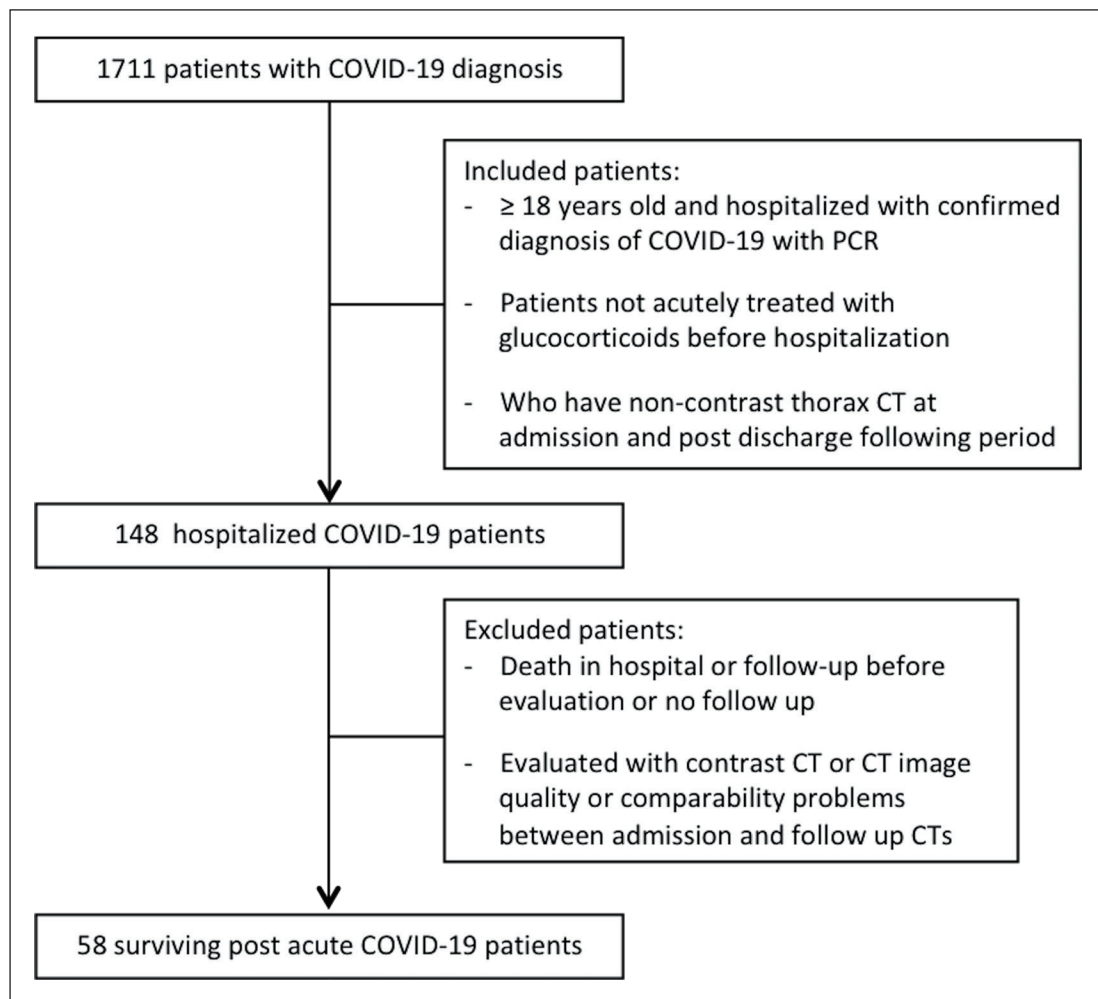 1711 patients with COVID-19 diagnosis
Included patients:
- ≥ 18 years old and hospitalized with confirmed
diagnosis of COVID-19 with PCR
- Patients not acutely treated with
glucocorticoids before hospitalization
- Who have non-contrast thorax CT at
admission and post discharge following period
148 hospitalized COVID-19 patients
Excluded patients:
- Death in hospital or follow-up before
evaluation or no follow up
- Evaluated with contrast CT or CT image
quality or comparability problems
between admission and follow up CTs
58 surviving post acute COVID-19 patients